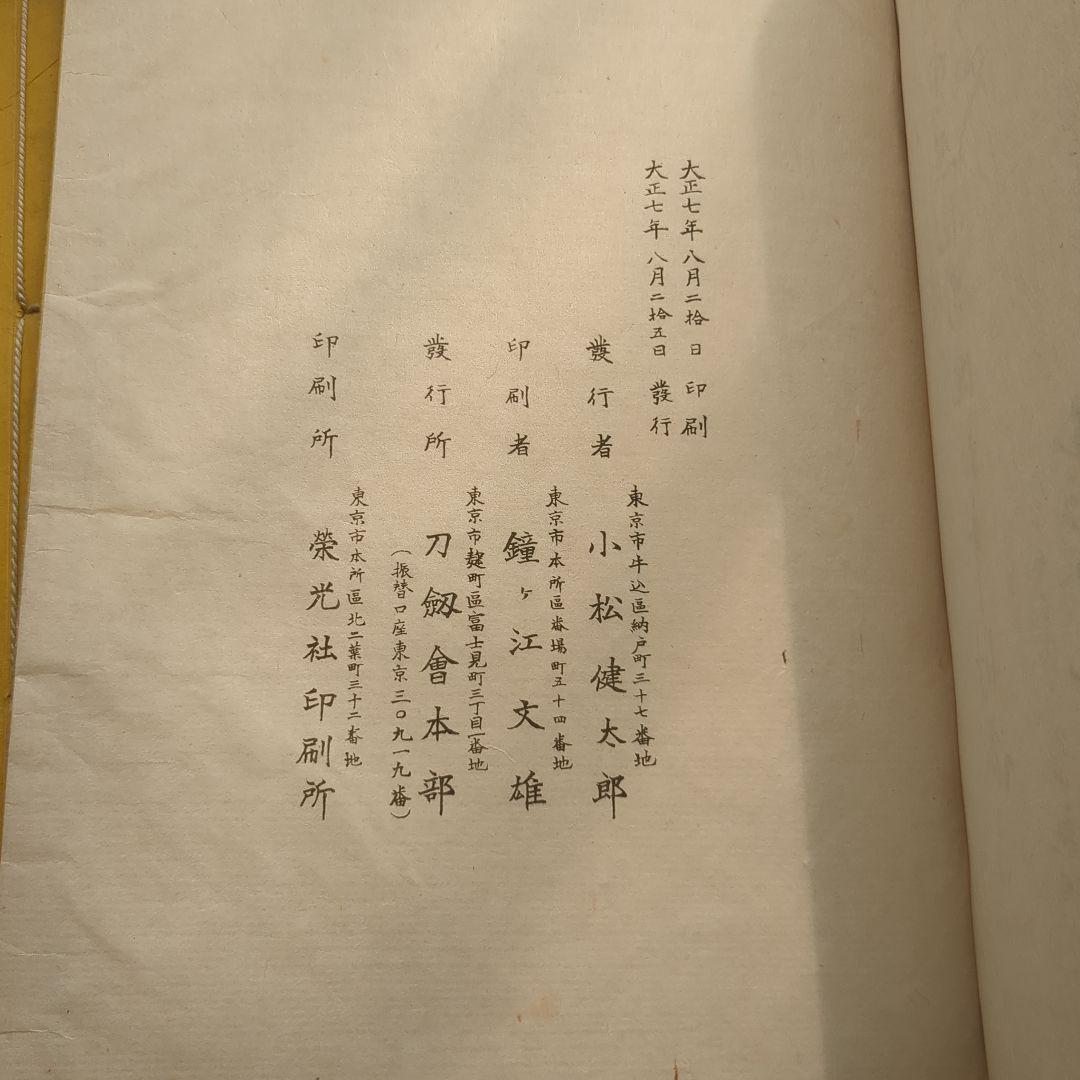 大正七年八月二拾日印刷
大正七年八月二拾五日發行
東京市牛込區納戸町三十七番地
發行者 小松健太郎
東京市本所區番場町五十四番地
印刷者 鐘ヶ江文雄
東京市麹町區富士見町三丁目一番地
發行所 刀劔會本部
（振替口座東京三〇九一九番）
東京市本所區北二葉町三十二番地
印刷所 榮光社印刷所